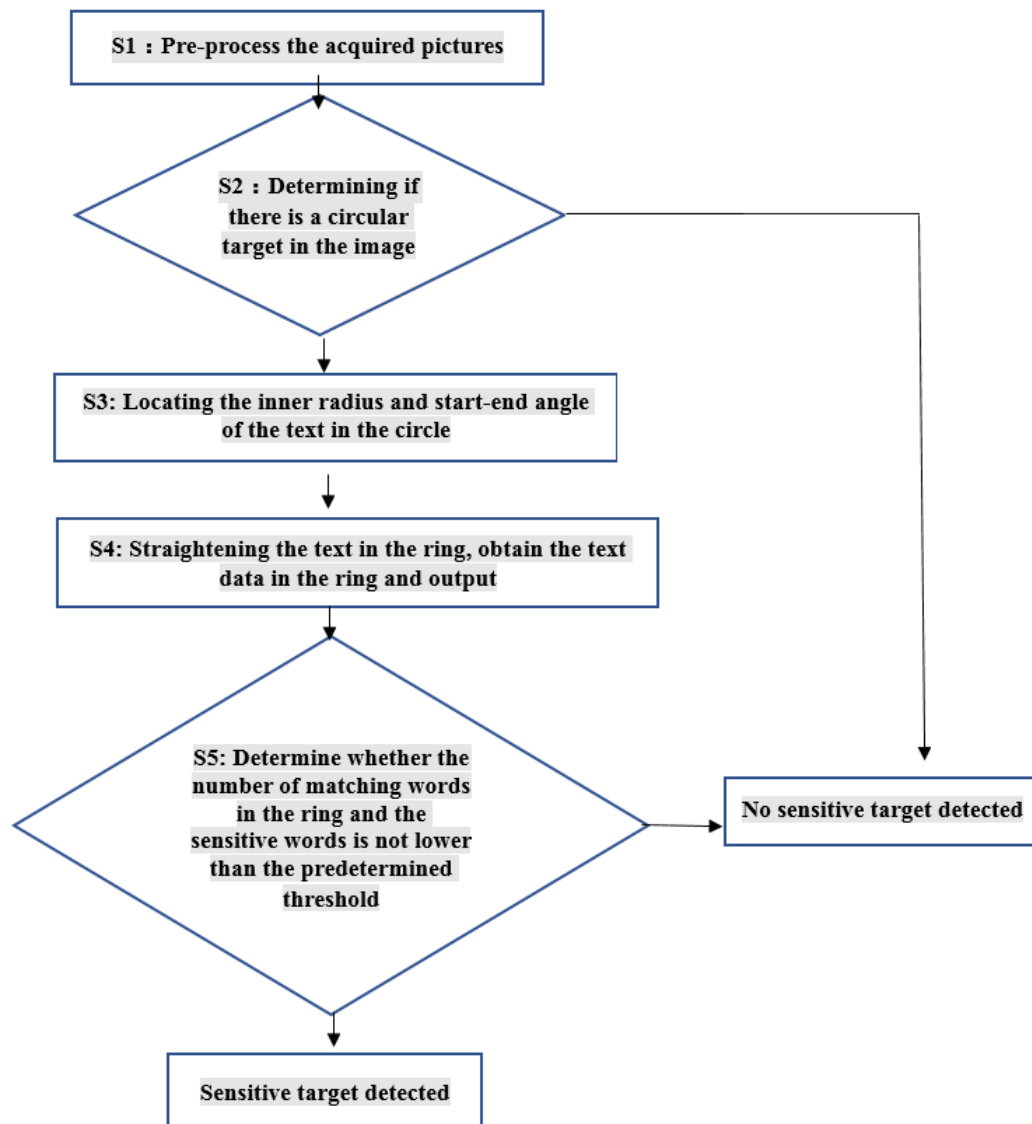 S1：Pre-process the acquired pictures
S2：Determining if
there is a circular
target in the image
S3: Locating the inner radius and start-end angle
of the text in the circle
S4: Straightening the text in the ring, obtain the text
data in the ring and output
S5: Determine whether the
number of matching words
in the ring and the
sensitive words is not lower
than the predetermined
threshold
No sensitive target detected
Sensitive target detected